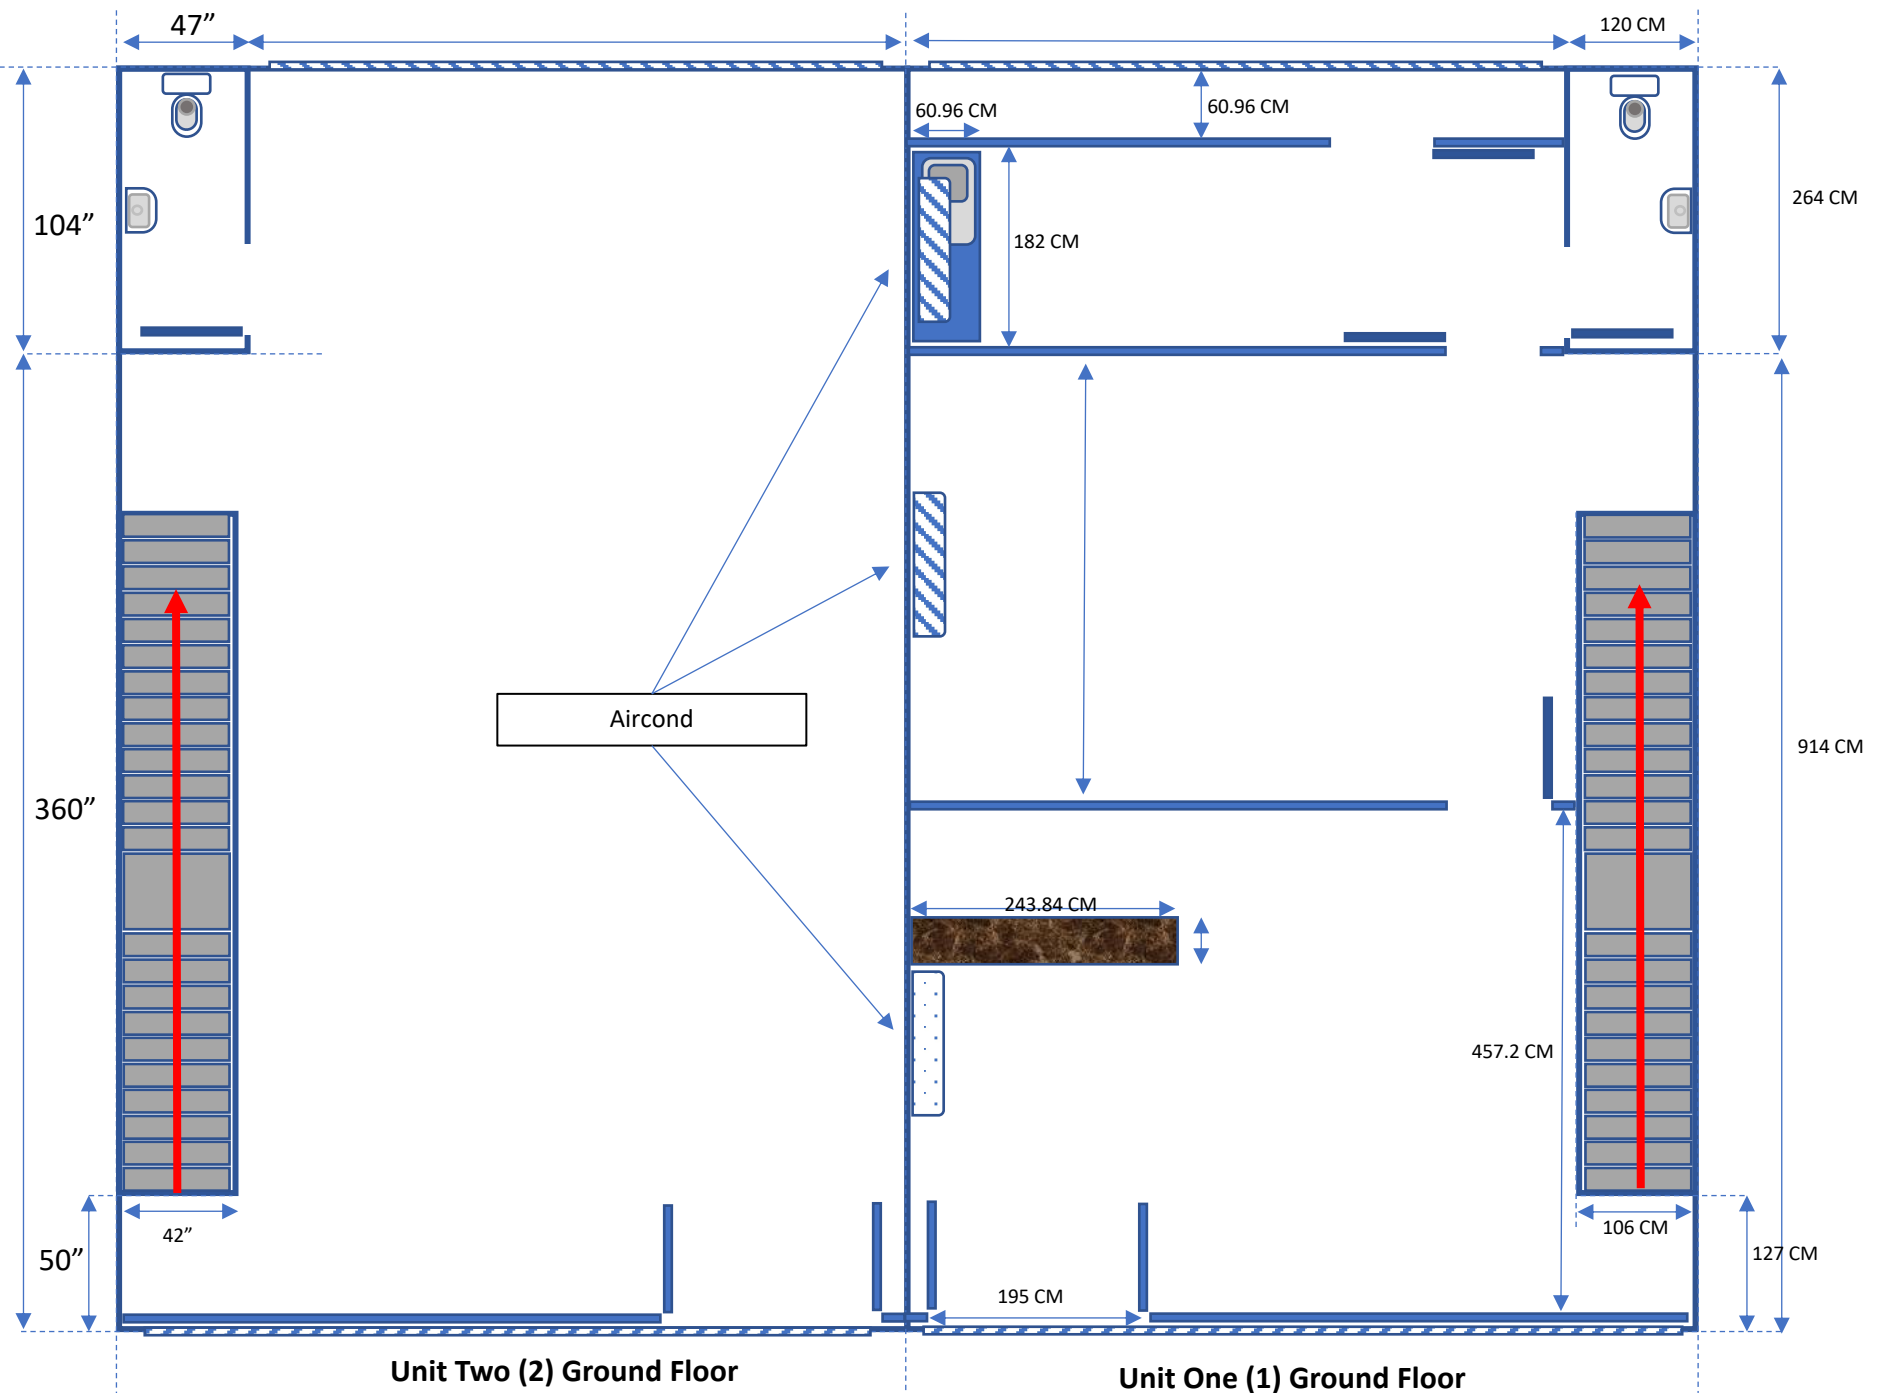 47”
120 CM
60.96 CM
60.96 CM
264 CM
104”
182 CM
Aircond
914 CM
360”
243.84 CM
457.2 CM
42”
106 CM
50”
127 CM
195 CM
Unit Two (2) Ground Floor
Unit One (1) Ground Floor